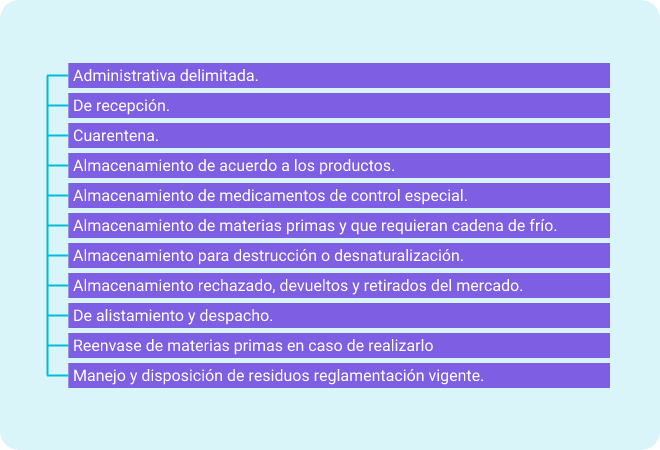 Administrativa delimitada.
De recepción.
Cuarentena.
Almacenamiento de acuerdo a los productos.
Almacenamiento de medicamentos de control especial.
Almacenamiento de materias primas y que requieran cadena de frío.
Almacenamiento para destrucción o desnaturalización.
Almacenamiento rechazado, devueltos y retirados del mercado.
De alistamiento y despacho.
Reenvase de materias primas en caso de realizarlo
Manejo y disposición de residuos reglamentación vigente.